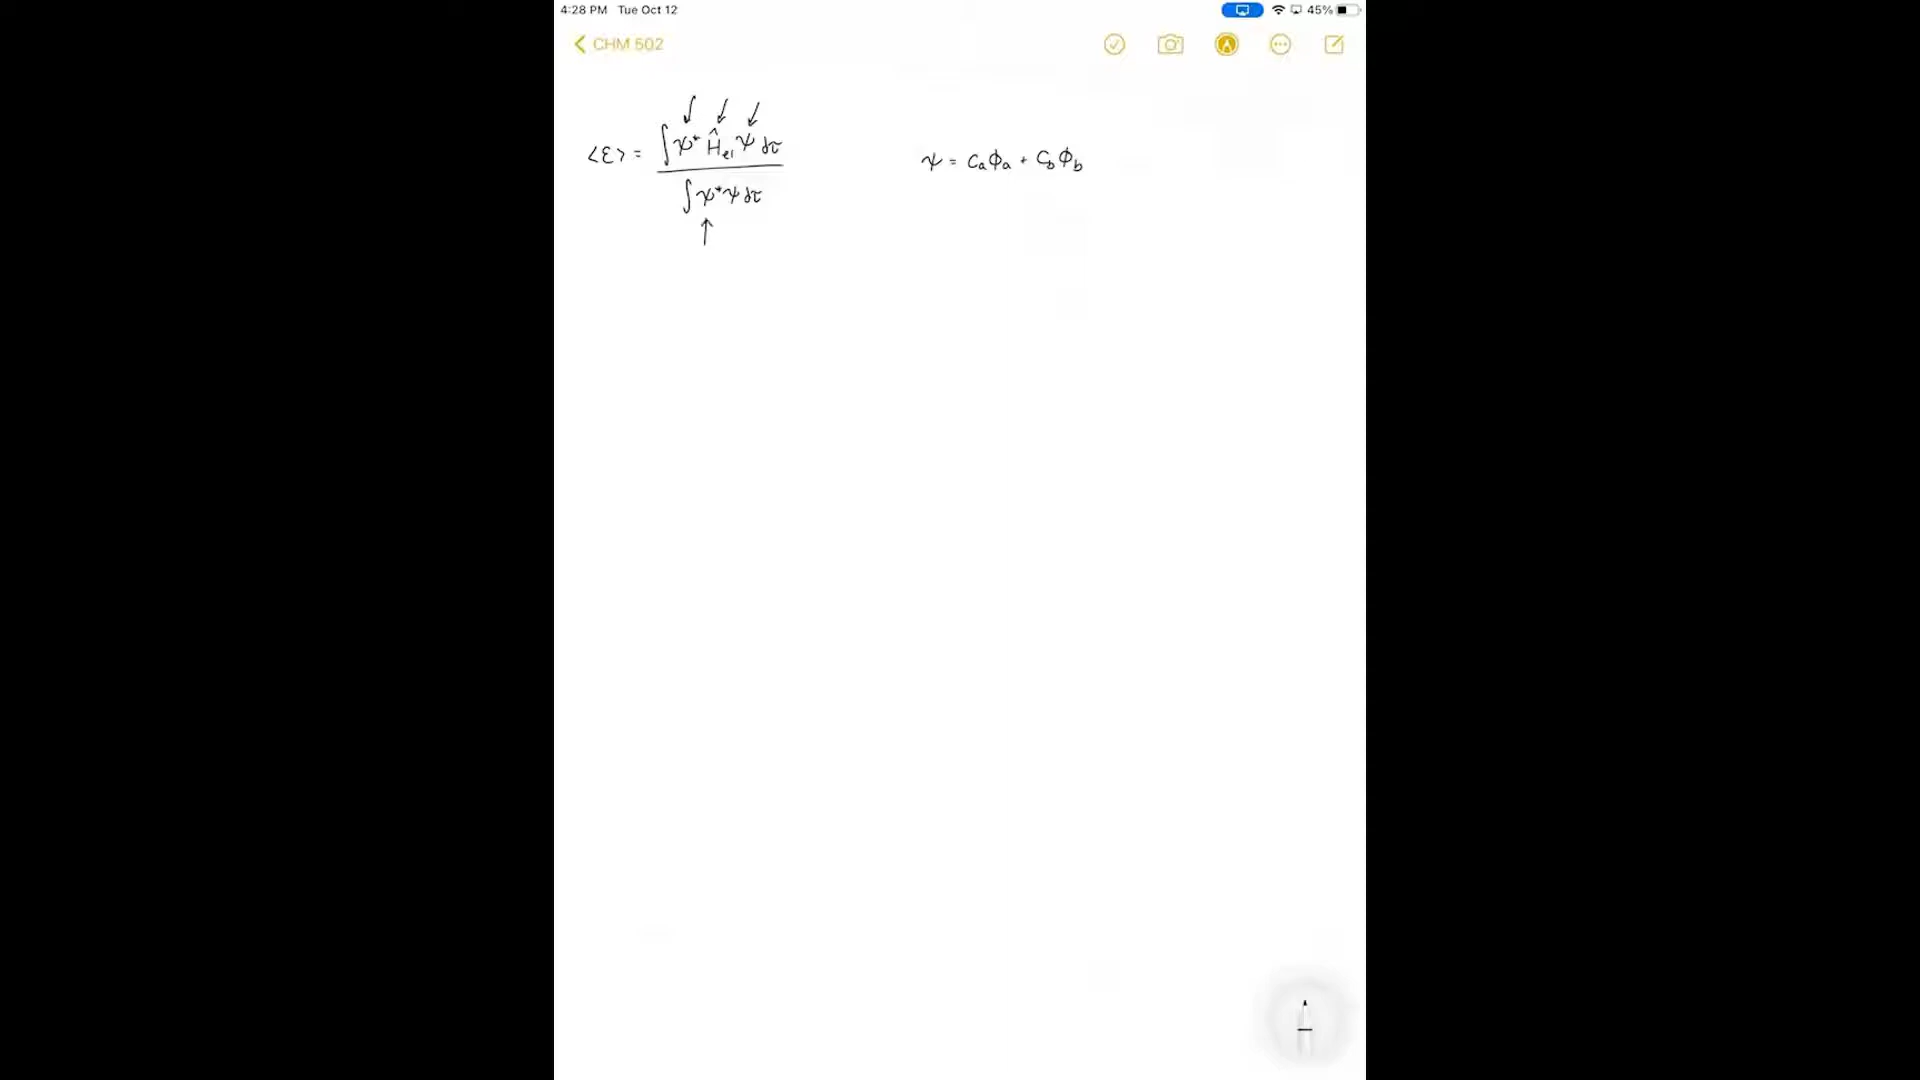 4:28 PM Tue Oct 12 45%
CHM 502
<ε> = ∫ψ* Ĥel ψ dτ / ∫ψ*ψ dτ
ψ = Caϕa + Cbϕb